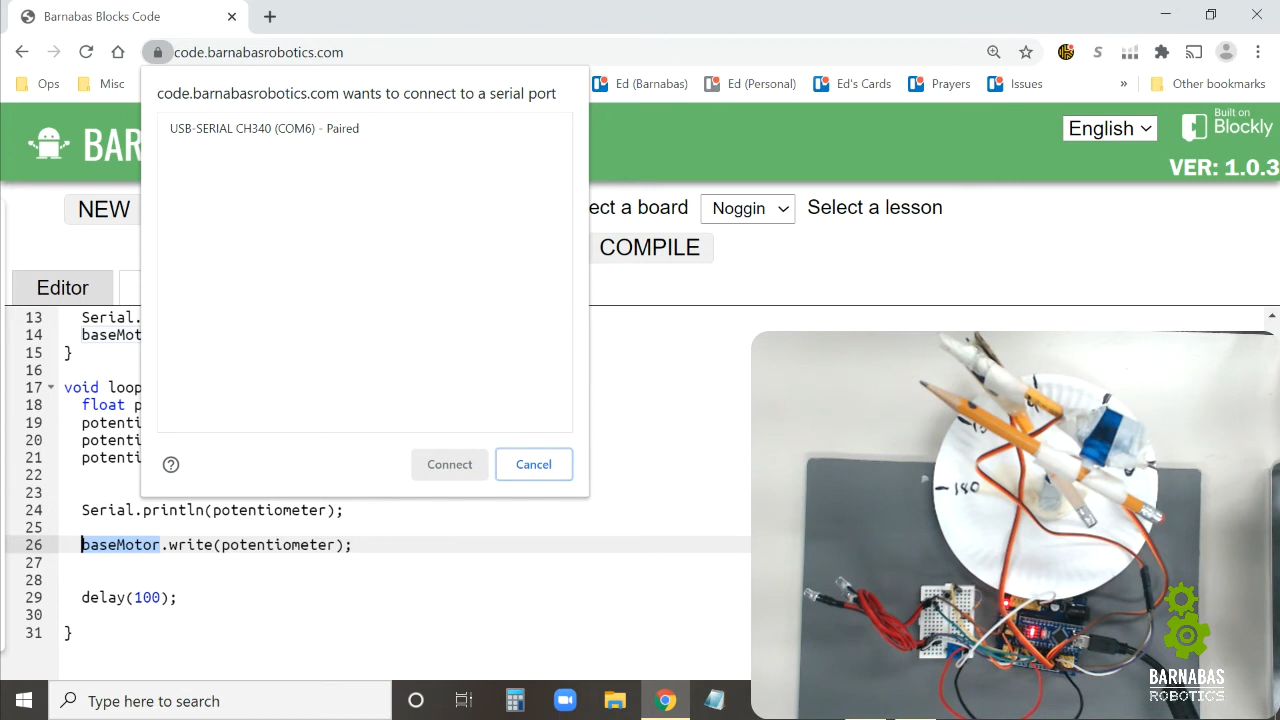 Barnabas Blocks Code
code.barnabasrobotics.com
Ops
Misc
Ed (Barnabas)
Ed (Personal)
Ed's Cards
Prayers
Issues
»
Other bookmarks
code.barnabasrobotics.com wants to connect to a serial port
USB-SERIAL CH340 (COM6) - Paired
Connect
Cancel
BAR
English
Built on
Blockly
VER: 1.0.3
NEW
ect a board
Noggin
Select a lesson
COMPILE
Editor
13 Serial.
14 baseMot
15 }
16
17 void loop
18 float p
19 potenti
20 potenti
21 potenti
22
23
24 Serial.println(potentiometer);
25
26 baseMotor.write(potentiometer);
27
28
29 delay(100);
30
31 }
-180
BARNABAS
ROBOTICS
Type here to search